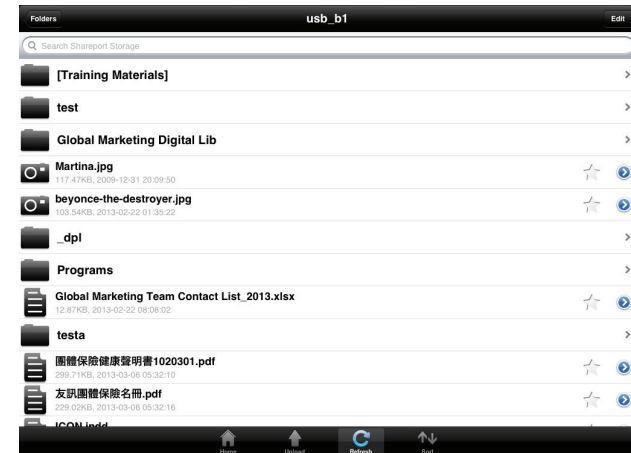 Folders
usb_b1
Edit
Search Shareport Storage
[Training Materials]
test
Global Marketing Digital Lib
Martina.jpg
117.47KB, 2009-12-31 20:09:50
beyonce-the-destroyer.jpg
103.54KB, 2013-02-22 01:35:22
_dpl
Programs
Global Marketing Team Contact List_2013.xlsx
12.87KB, 2013-02-22 08:08:02
testa
團體保險健康聲明書1020301.pdf
299.71KB, 2013-03-06 05:32:10
友訊團體保險名冊.pdf
229.02KB, 2013-03-06 05:32:16
ICON.indd
Home
Upload
Refresh
Sort